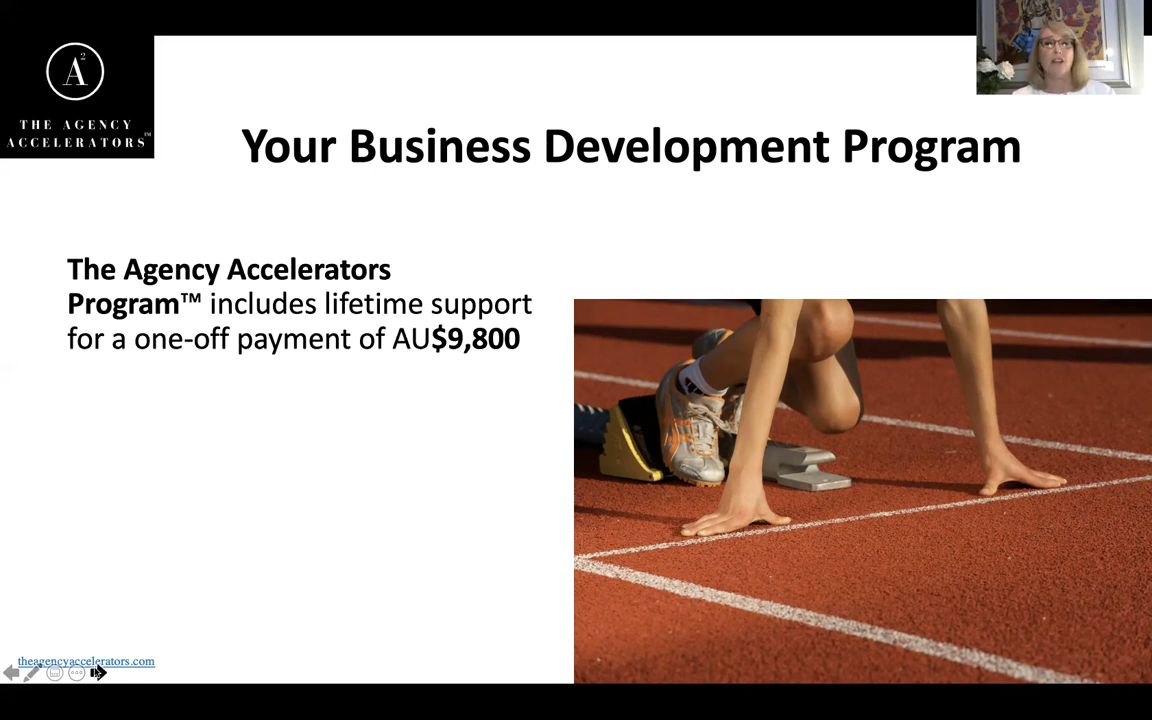 A2
THE AGENCY
ACCELERATORS™
Your Business Development Program
The Agency Accelerators
Program™ includes lifetime support
for a one-off payment of AU$9,800
theagencyaccelerators.com